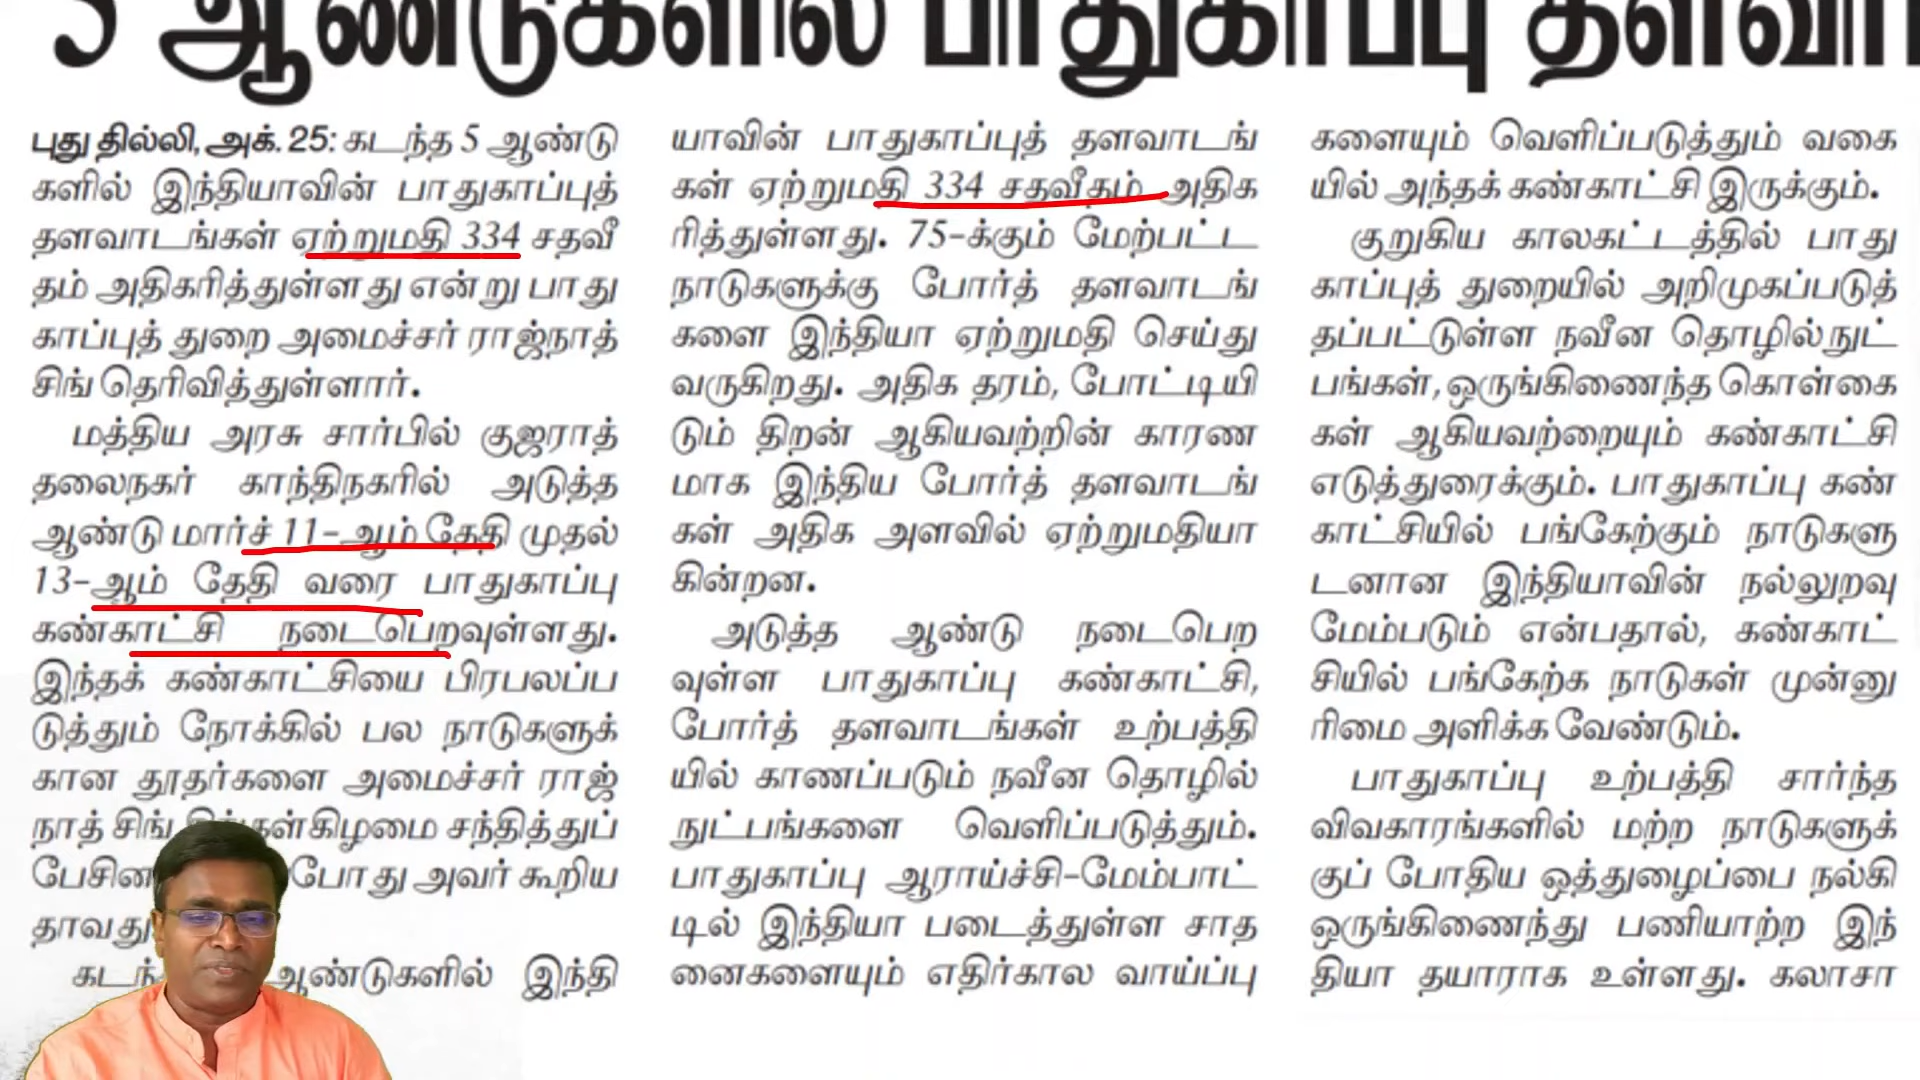 5 ஆண்டுகளில் பாதுகாப்பு தளவா
புது தில்லி, அக். 25: கடந்த 5 ஆண்டு
களில் இந்தியாவின் பாதுகாப்புத்
தளவாடங்கள் ஏற்றுமதி 334 சதவீ
தம் அதிகரித்துள்ளது என்று பாது
காப்புத் துறை அமைச்சர் ராஜ்நாத்
சிங் தெரிவித்துள்ளார்.
மத்திய அரசு சார்பில் குஜராத்
தலைநகர் காந்திநகரில் அடுத்த
ஆண்டு மார்ச் 11-ஆம் தேதி முதல்
13-ஆம் தேதி வரை பாதுகாப்பு
கண்காட்சி நடைபெறவுள்ளது.
இந்தக் கண்காட்சியை பிரபலப்ப
டுத்தும் நோக்கில் பல நாடுகளுக்
கான தூதர்களை அமைச்சர் ராஜ்
நாத் சிங் சந்தித்துப்
போது அவர் கூறிய
தாவது
ஆண்டுகளில் இந்தி
யாவின் பாதுகாப்புத் தளவாடங்
கள் ஏற்றுமதி 334 சதவீதம் அதிக
ரித்துள்ளது. 75-க்கும் மேற்பட்ட
நாடுகளுக்கு போர்த் தளவாடங்
களை இந்தியா ஏற்றுமதி செய்து
வருகிறது. அதிக தரம், போட்டியி
டும் திறன் ஆகியவற்றின் காரண
மாக இந்திய போர்த் தளவாடங்
கள் அதிக அளவில் ஏற்றுமதியா
கின்றன.
அடுத்த ஆண்டு நடைபெற
வுள்ள பாதுகாப்பு கண்காட்சி,
போர்த் தளவாடங்கள் உற்பத்தி
யில் காணப்படும் நவீன தொழில்
நுட்பங்களை வெளிப்படுத்தும்.
பாதுகாப்பு ஆராய்ச்சி-மேம்பாட்
டில் இந்தியா படைத்துள்ள சாத
னைகளையும் எதிர்கால வாய்ப்பு
களையும் வெளிப்படுத்தும் வகை
யில் அந்தக் கண்காட்சி இருக்கும்.
குறுகிய காலகட்டத்தில் பாது
காப்புத் துறையில் அறிமுகப்படுத்
தப்பட்டுள்ள நவீன தொழில்நுட்
பங்கள், ஒருங்கிணைந்த கொள்கை
கள் ஆகியவற்றையும் கண்காட்சி
எடுத்துரைக்கும். பாதுகாப்பு கண்
காட்சியில் பங்கேற்கும் நாடுகளு
டனான இந்தியாவின் நல்லுறவு
மேம்படும் என்பதால், கண்காட்
சியில் பங்கேற்க நாடுகள் முன்னு
ரிமை அளிக்க வேண்டும்.
பாதுகாப்பு உற்பத்தி சார்ந்த
விவகாரங்களில் மற்ற நாடுகளுக்
குப் போதிய ஒத்துழைப்பை நல்கி
ஒருங்கிணைந்து பணியாற்ற இந்
தியா தயாராக உள்ளது. கலாசா